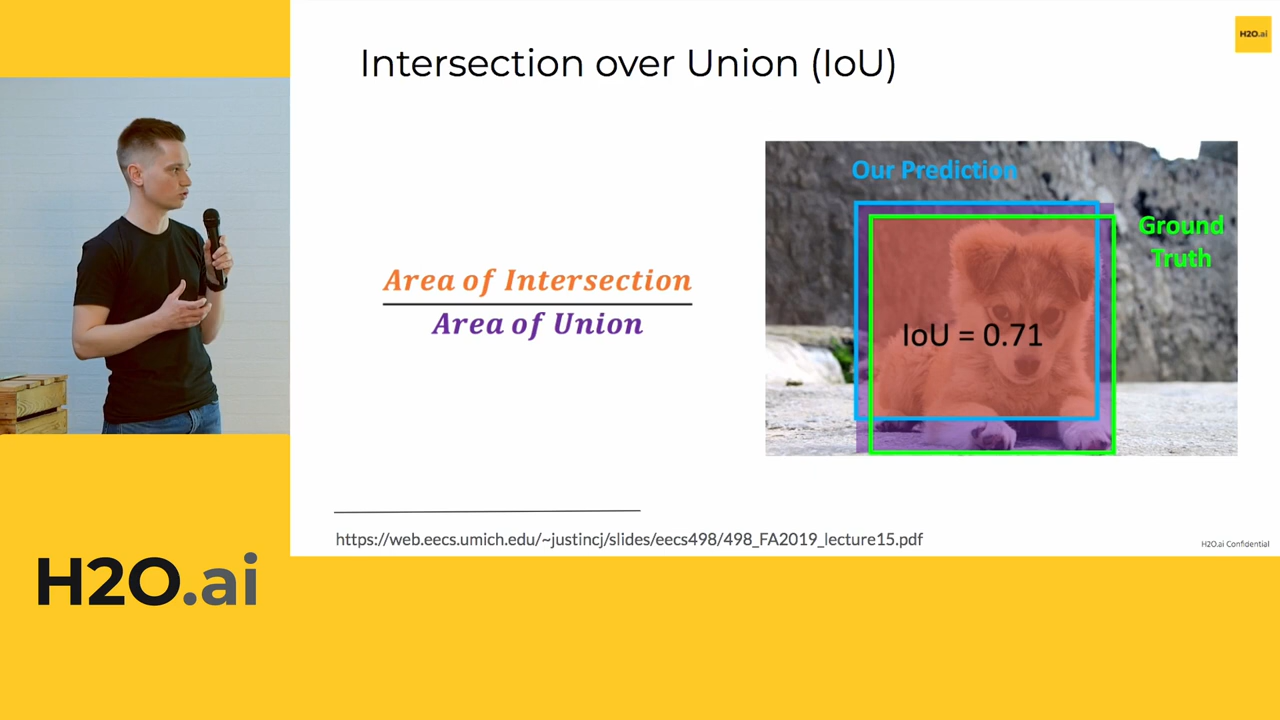 H2O.ai
Intersection over Union (IoU)
Our Prediction
Ground
Truth
Area of Intersection
Area of Union
IoU = 0.71
https://web.eecs.umich.edu/~justincj/slides/eecs498/498_FA2019_lecture15.pdf
H2O.ai Confidential
H2O.ai